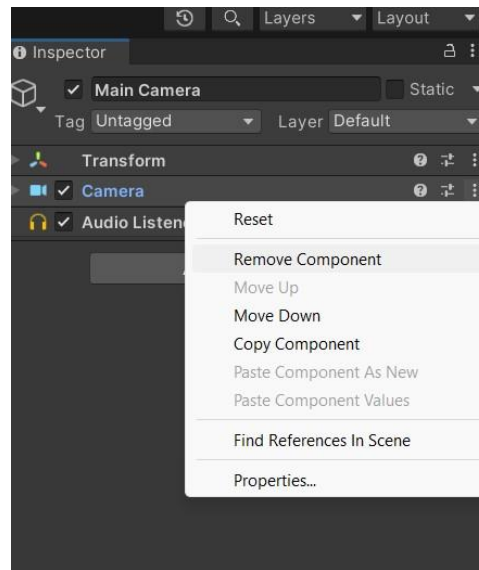 Layers Layout
Inspector
Main Camera Static
Tag Untagged Layer Default
Transform
Camera
Audio Listen
Reset
Remove Component
Move Up
Move Down
Copy Component
Paste Component As New
Paste Component Values
Find References In Scene
Properties...